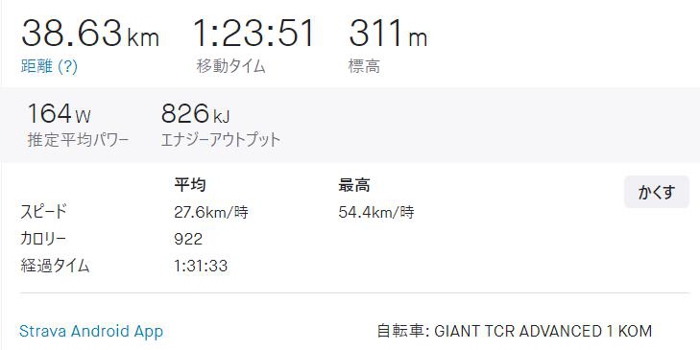 38.63km 1:23:51 311m
距離 (?) 移動タイム 標高
164W 826kJ
推定平均パワー エナジーアウトプット
平均 最高 かくす
スピード 27.6km/時 54.4km/時
カロリー 922
経過タイム 1:31:33
Strava Android App 自転車: GIANT TCR ADVANCED 1 KOM